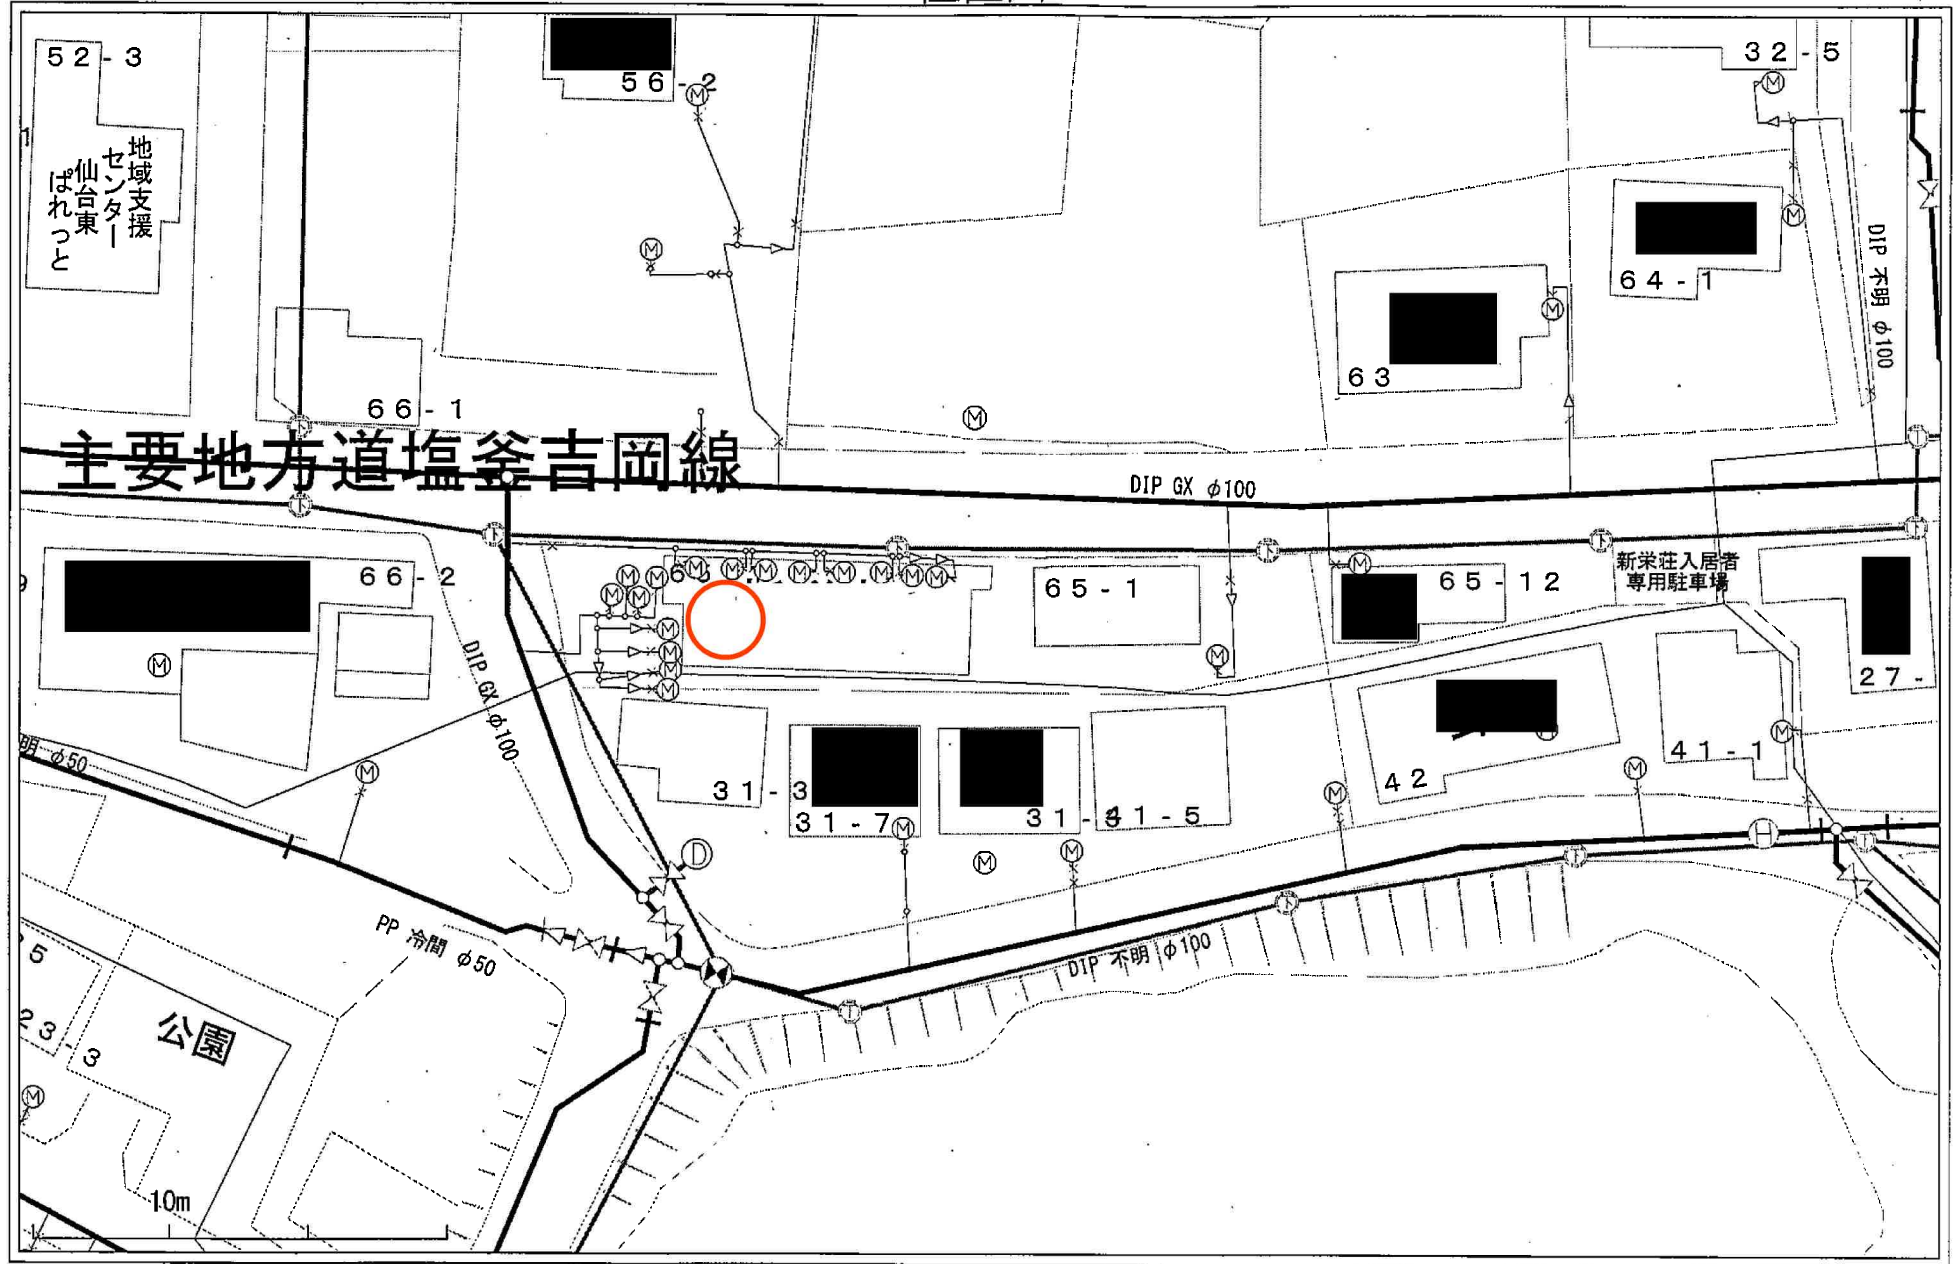 52-3
地域支援
センター
仙台東
ぱれっと
56-2
32-5
64-1
63
DIP 不明 φ100
66-1
主要地方道塩釜吉岡線
DIP GX φ100
66-2
65-1
65-12
新栄荘入居者
専用駐車場
27-
DIP GX φ100
明 φ50
31-3
31-7
31-
41-5
42
41-1
D
H
PP 冷間 φ50
DIP 不明 φ100
公園
23-3
10m